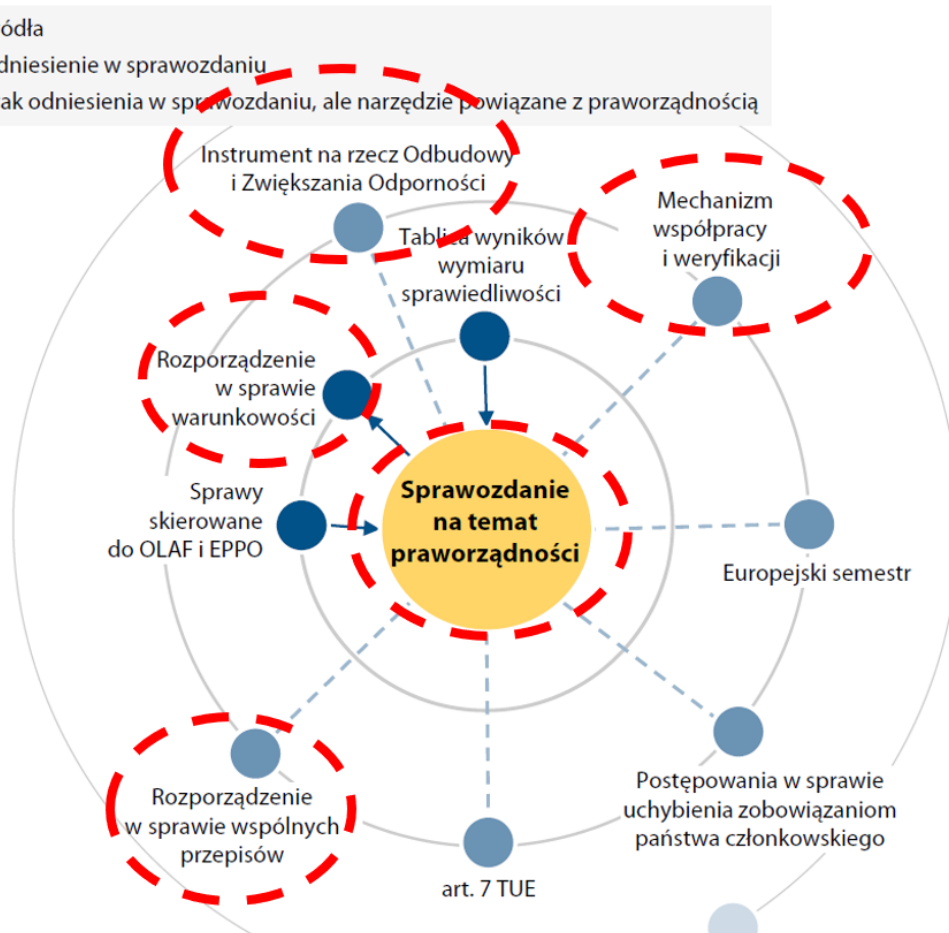 ódła
dniesienie w sprawozdaniu
ak odniesienia w sprawozdaniu, ale narzędzie powiązane z praworządnością
Instrument na rzecz Odbudowy
i Zwiększania Odporności
Mechanizm
współpracy
i weryfikacji
Tablica wyników
wymiaru
sprawiedliwości
Rozporządzenie
w sprawie
warunkowości
Sprawozdanie
na temat
praworządności
Sprawy
skierowane
do OLAF i EPPO
Europejski semestr
Rozporządzenie
w sprawie wspólnych
przepisów
Postępowania w sprawie
uchybienia zobowiązaniom
państwa członkowskiego
art. 7 TUE